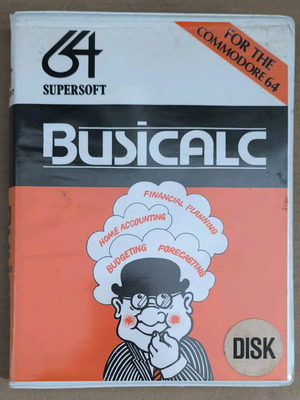 64
SUPERSOFT
FOR THE
COMMODORE 64
BUSICALC
FINANCIAL PLANNING
HOME ACCOUNTING
BUDGETING FORECASTING
DISK